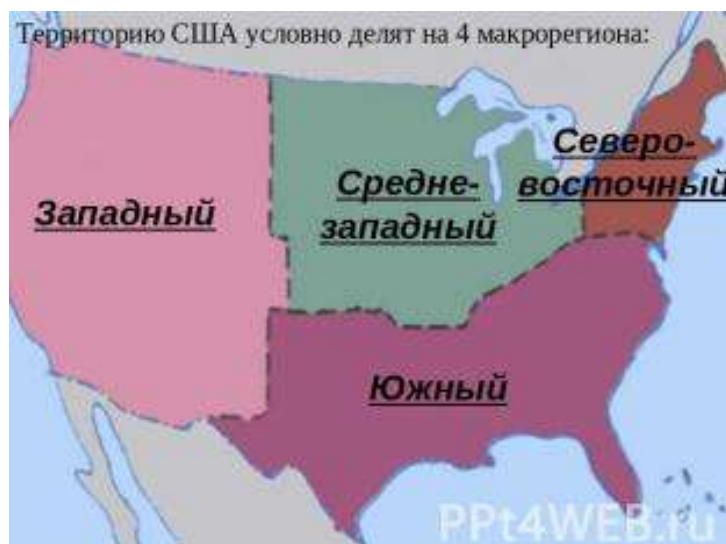 Территорию США условно делят на 4 макрорегиона:
Северо-
восточный
Средне-
западный
Западный
Южный
PPt4WEB.ru